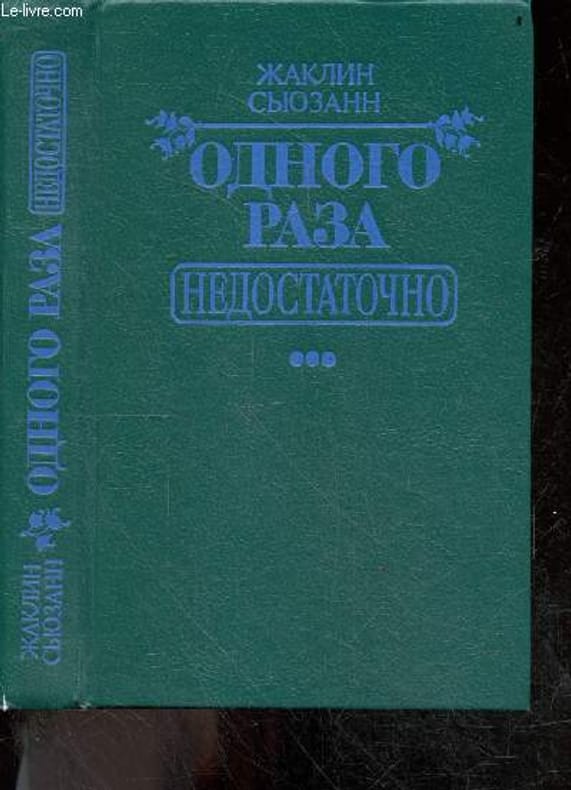 Le-livre.com
ЖАКЛИН
СЬЮЗАНН
ОДНОГО
РАЗА
НЕДОСТАТОЧНО
ЖАКЛИН
СЬЮЗАНН
ОДНОГО РАЗА НЕДОСТАТОЧНО